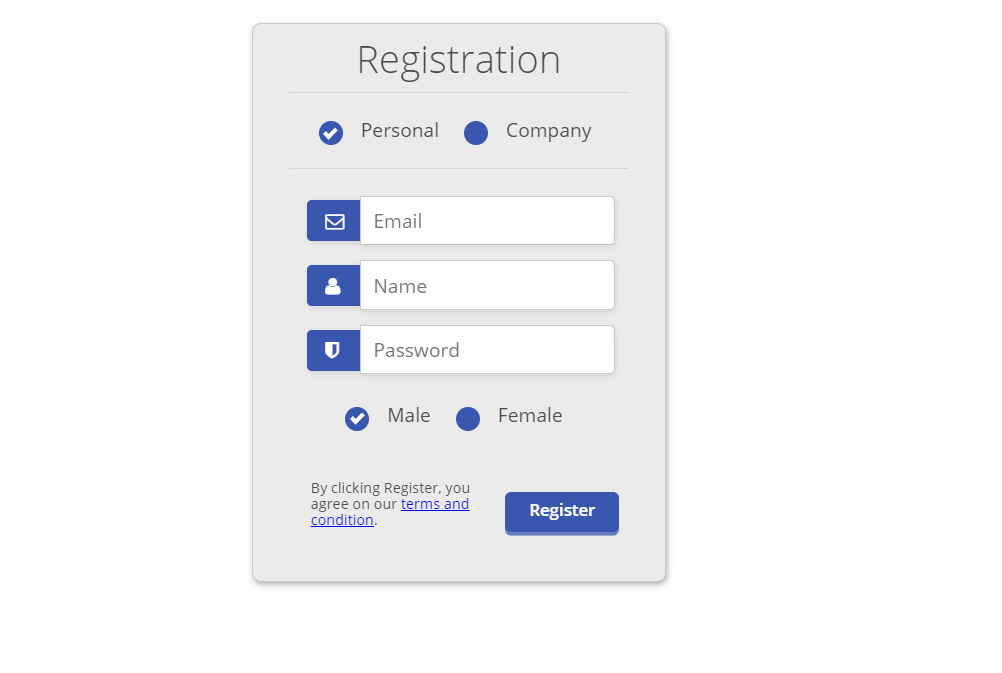 Registration
Personal Company
Email
Name
Password
Male Female
By clicking Register, you
agree on our terms and
condition.
Register